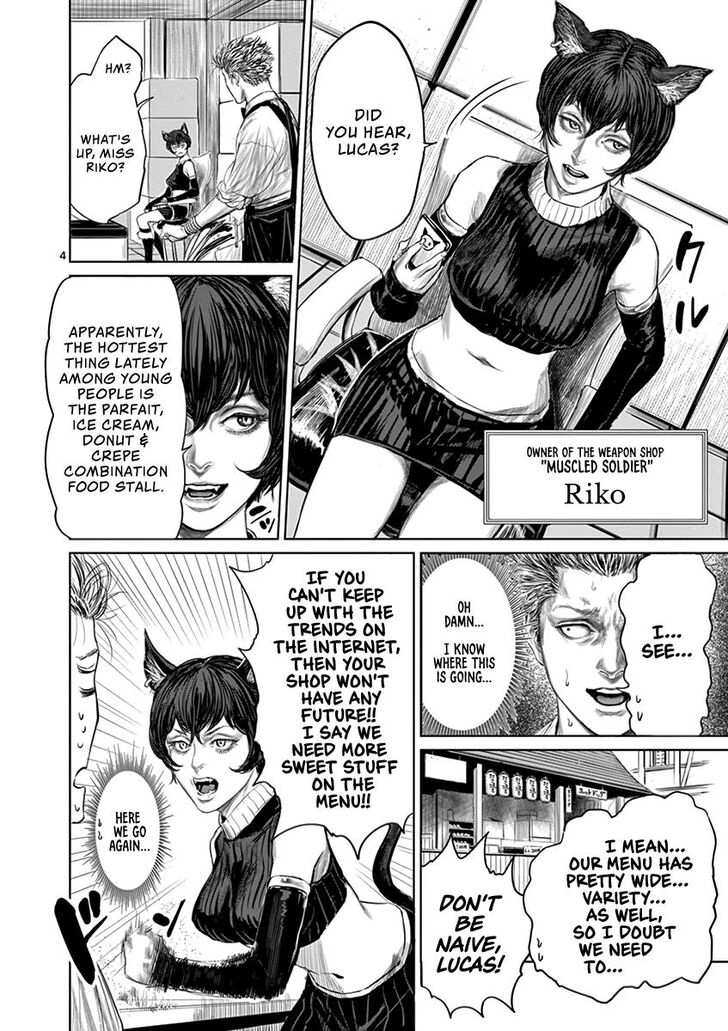 DID
YOU HEAR,
LUCAS?
クル
OWNER OF THE WEAPON SHOP
"MUSCLED SOLDIER"
Riko
HM?
WHAT'S
UP, MISS
RIKO?
4
APPARENTLY,
THE HOTTEST
THING LATELY
AMONG YOUNG
PEOPLE IS
THE PARFAIT,
ICE CREAM,
DONUT &
CREPE
COMBINATION
FOOD STALL.
I...
SEE...
OH
DAMN...
I KNOW
WHERE THIS
IS GOING...
I MEAN...
OUR MENU HAS
PRETTY WIDE...
VARIETY...
AS WELL,
SO I DOUBT
WE NEED
TO...
DON'T
BE
NAIVE,
LUCAS!
IF YOU
CAN'T KEEP
UP WITH THE
TRENDS ON
THE INTERNET,
THEN YOUR
SHOP WON'T
HAVE ANY
FUTURE!!
I SAY WE
NEED MORE
SWEET STUFF
ON THE
MENU!!
HERE
WE GO
AGAIN...